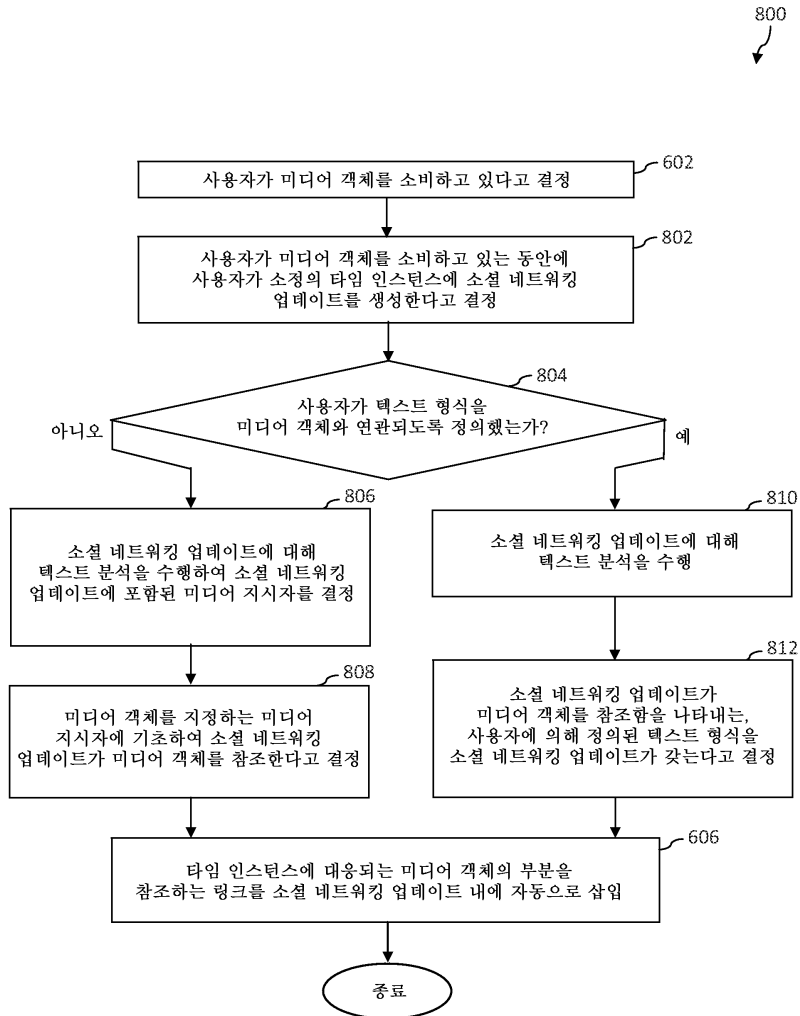 800
602
사용자가 미디어 객체를 소비하고 있다고 결정
802
사용자가 미디어 객체를 소비하고 있는 동안에
사용자가 소정의 타임 인스턴스에 소셜 네트워킹
업데이트를 생성한다고 결정
804
사용자가 텍스트 형식을
미디어 객체와 연관되도록 정의했는가?
아니오
예
806
소셜 네트워킹 업데이트에 대해
텍스트 분석을 수행하여 소셜 네트워킹
업데이트에 포함된 미디어 지시자를 결정
810
소셜 네트워킹 업데이트에 대해
텍스트 분석을 수행
808
미디어 객체를 지정하는 미디어
지시자에 기초하여 소셜 네트워킹
업데이트가 미디어 객체를 참조한다고 결정
812
소셜 네트워킹 업데이트가
미디어 객체를 참조함을 나타내는,
사용자에 의해 정의된 텍스트 형식을
소셜 네트워킹 업데이트가 갖는다고 결정
606
타임 인스턴스에 대응되는 미디어 객체의 부분을
참조하는 링크를 소셜 네트워킹 업데이트 내에 자동으로 삽입
종료